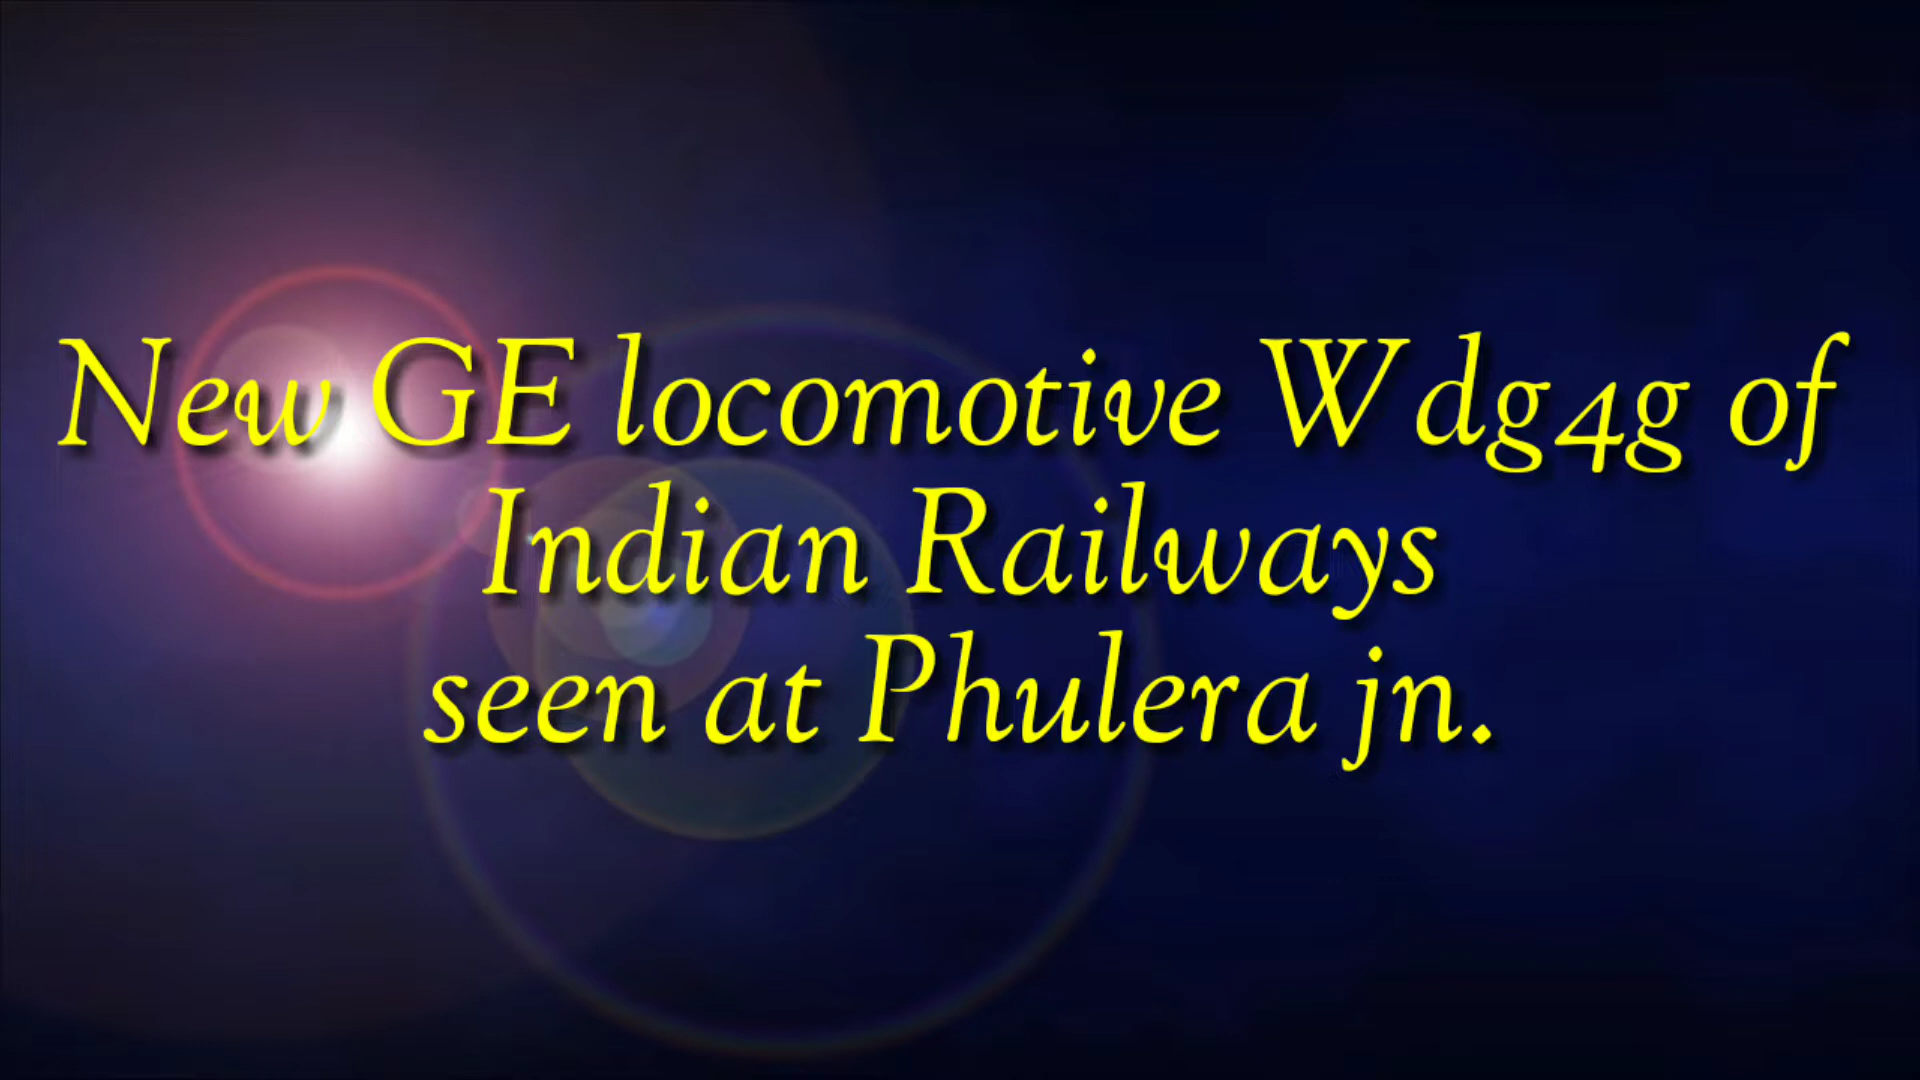 New GE locomotive Wdg4g of
Indian Railways
seen at Phulera jn.